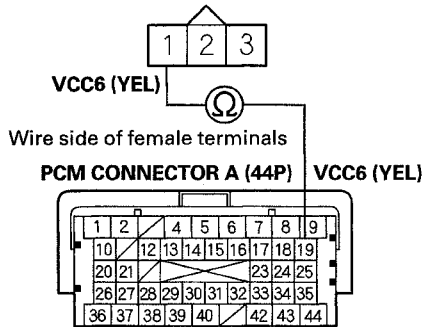 1 2 3
VCC6 (YEL)
Ω
Wire side of female terminals
PCM CONNECTOR A (44P) VCC6 (YEL)
1 2 4 5 6 7 8 9
10 12 13 14 15 16 17 18 19
20 21 23 24 25
26 27 28 29 30 31 32 33 34 35
36 37 38 39 40 42 43 44